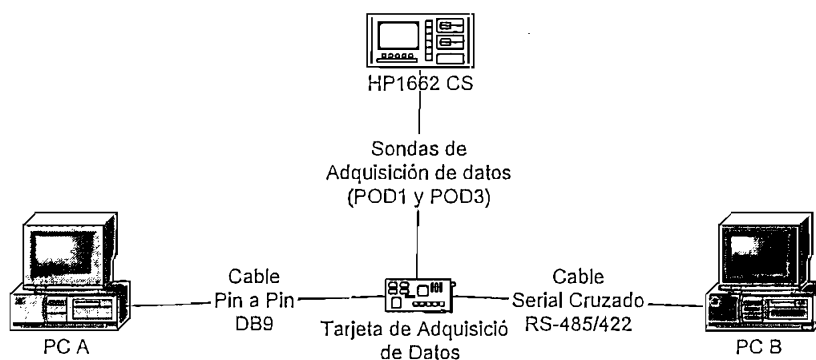 HP1662 CS
Sondas de
Adquisición de datos
(POD1 y POD3)
Cable
Pin a Pin
DB9
Cable
Serial Cruzado
RS-485/422
PC A
Tarjeta de Adquisició
de Datos
PC B